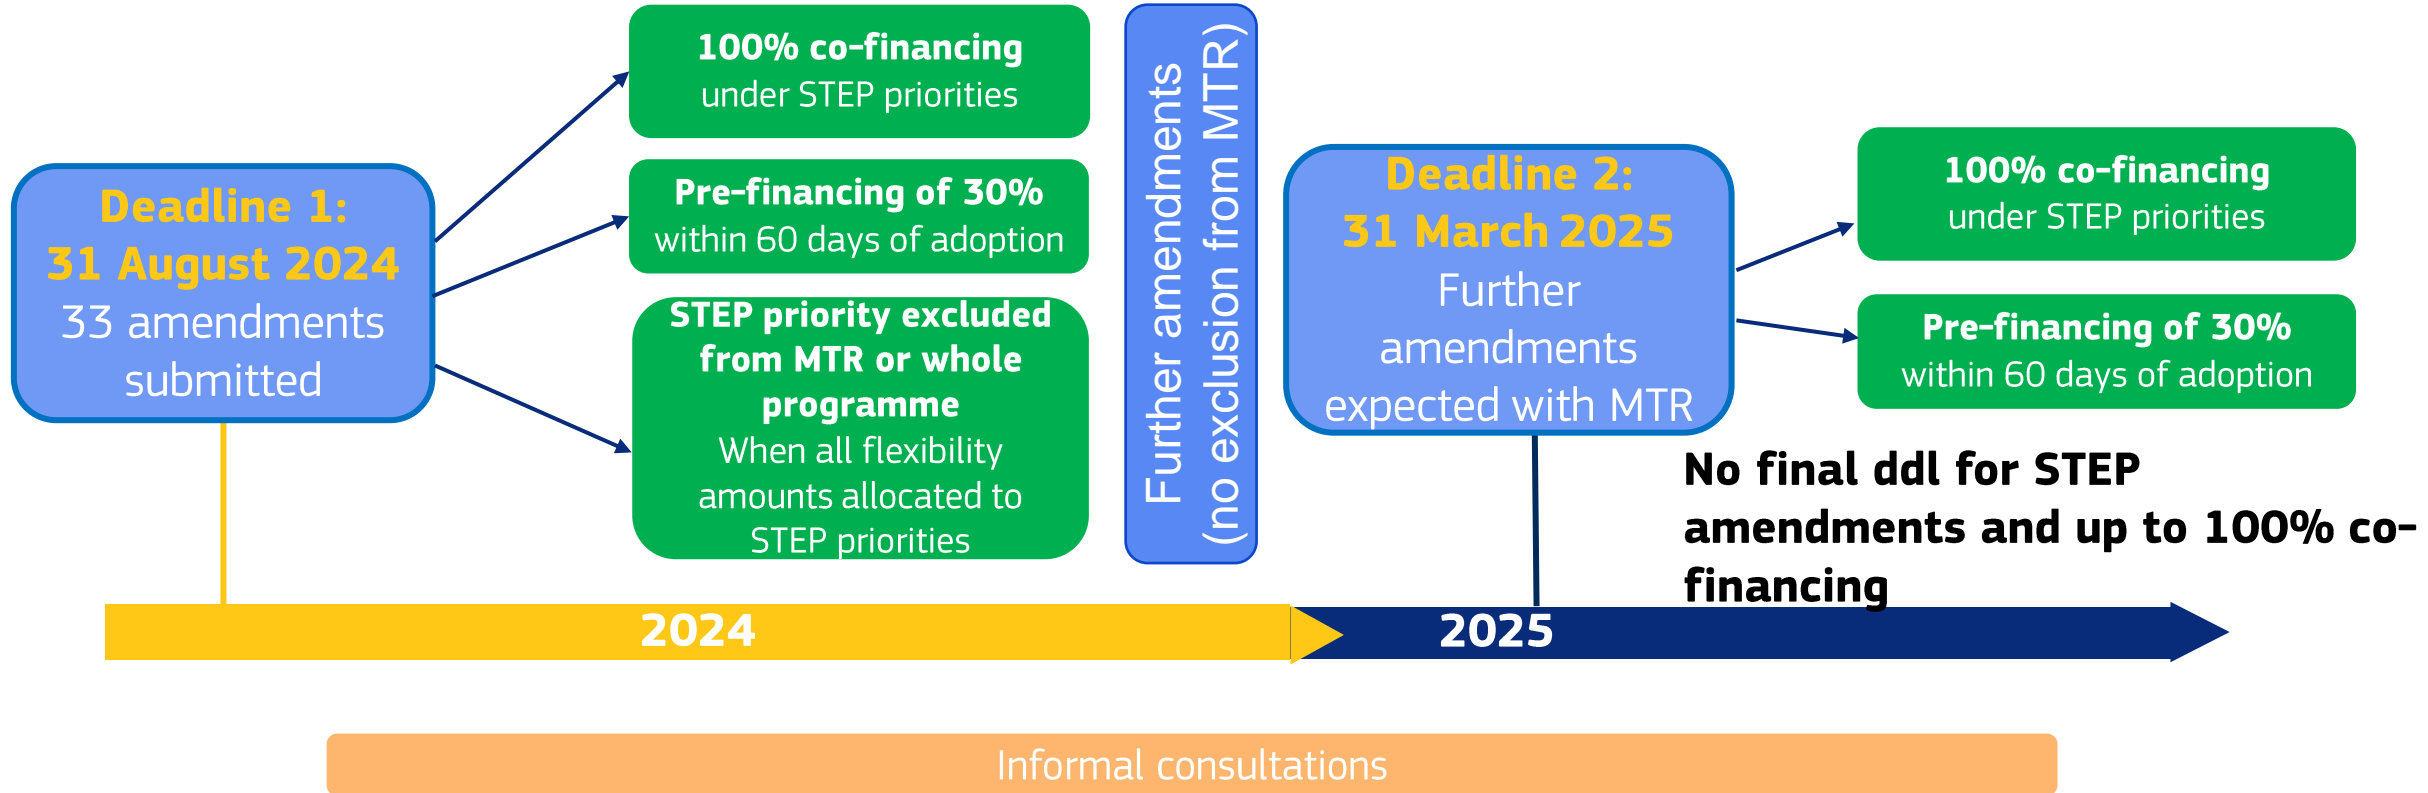 Deadline 1:
31 August 2024
33 amendments
submitted
100% co-financing
under STEP priorities
Pre-financing of 30%
within 60 days of adoption
STEP priority excluded
from MTR or whole
programme
When all flexibility
amounts allocated to
STEP priorities
Further amendments
(no exclusion from MTR)
Deadline 2:
31 March 2025
Further
amendments
expected with MTR
100% co-financing
under STEP priorities
Pre-financing of 30%
within 60 days of adoption
No final ddl for STEP
amendments and up to 100% co-
financing
2024
2025
Informal consultations